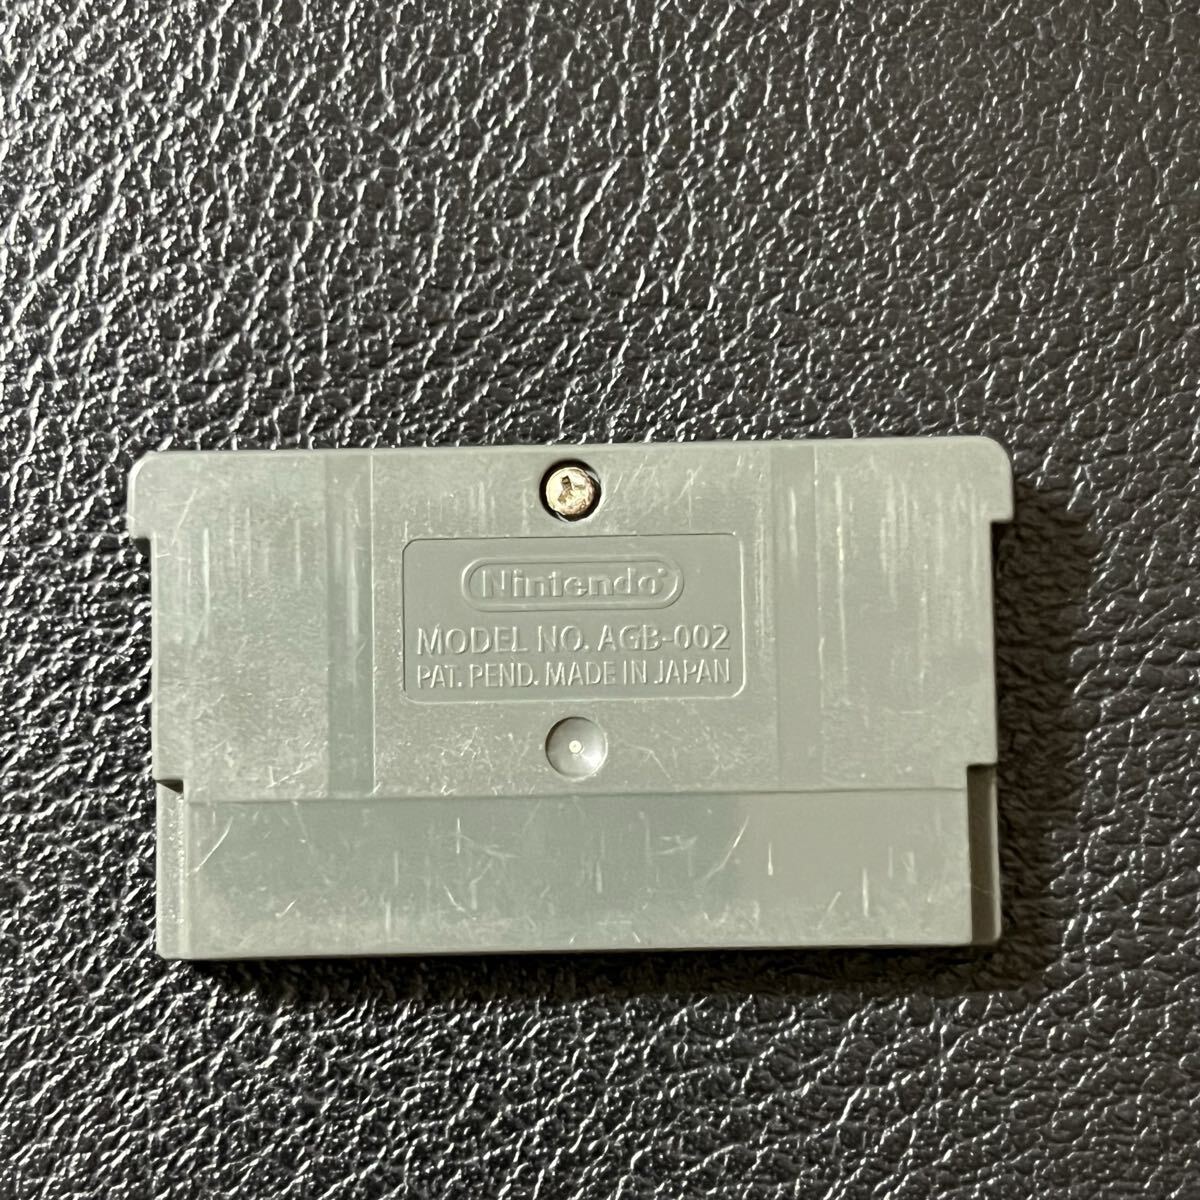 Nintendo
MODEL NO. AGB-002
PAT. PEND. MADE IN JAPAN